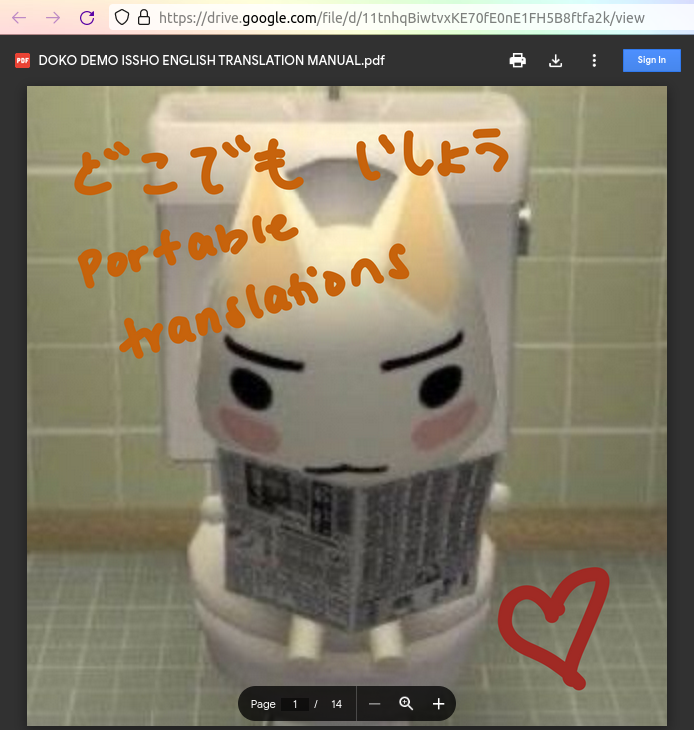 https://drive.google.com/file/d/11tnhqBiwtvxKE70fE0nE1FH5B8ftfa2k/view
PDF DOKO DEMO ISSHO ENGLISH TRANSLATION MANUAL.pdf Sign In
どこでも いしょう
portable
translations
Page 1 / 14